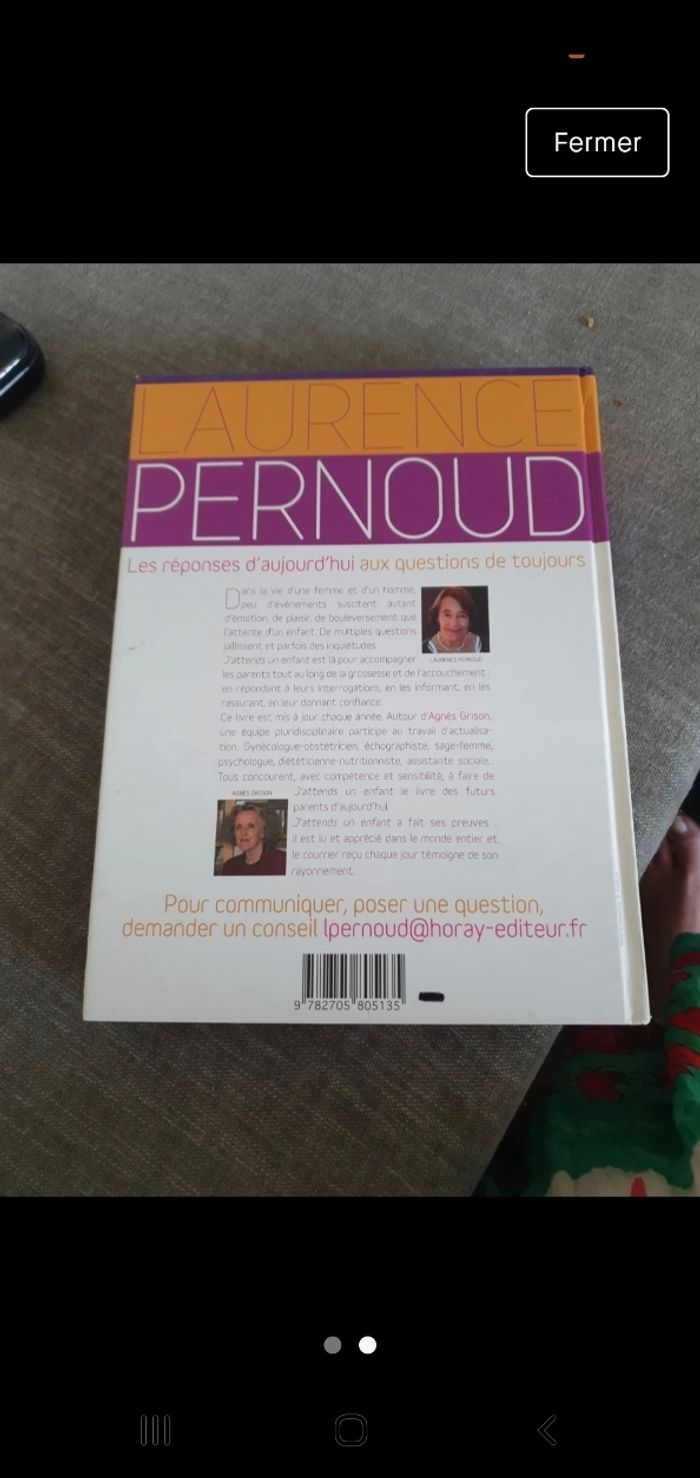 Fermer
LAURENCE
PERNOUD
Les réponses d'aujourd'hui aux questions de toujours
Dans la vie d'une femme et d'un homme,
peu d'évènements suscitent autant
d'émotion, de plaisir, de bouleversement que
l'attente d'un enfant. De multiples questions
jaillissent et parfois des inquiétudes.
LAURENCE PERNOUD
J'attends un enfant est là pour accompagner
les parents tout au long de la grossesse et de l'accouchement :
en répondant à leurs interrogations, en les informant, en les
rassurant, en leur donnant confiance.
Ce livre est mis à jour chaque année. Autour d'Agnès Grison,
une équipe pluridisciplinaire participe au travail d'actualisa-
tion. Gynécologue-obstétricien, échographiste, sage-femme,
psychologue, diététicienne-nutritionniste, assistante sociale...
Tous concourent, avec compétence et sensibilité, à faire de
AGNÈS GRISON
J'attends un enfant le livre des futurs
parents d'aujourd'hui.
J'attends un enfant a fait ses preuves :
il est lu et apprécié dans le monde entier et
le courrier reçu chaque jour témoigne de son
rayonnement.
Pour communiquer, poser une question,
demander un conseil lpernoud@horay-editeur.fr
9 782705 805135